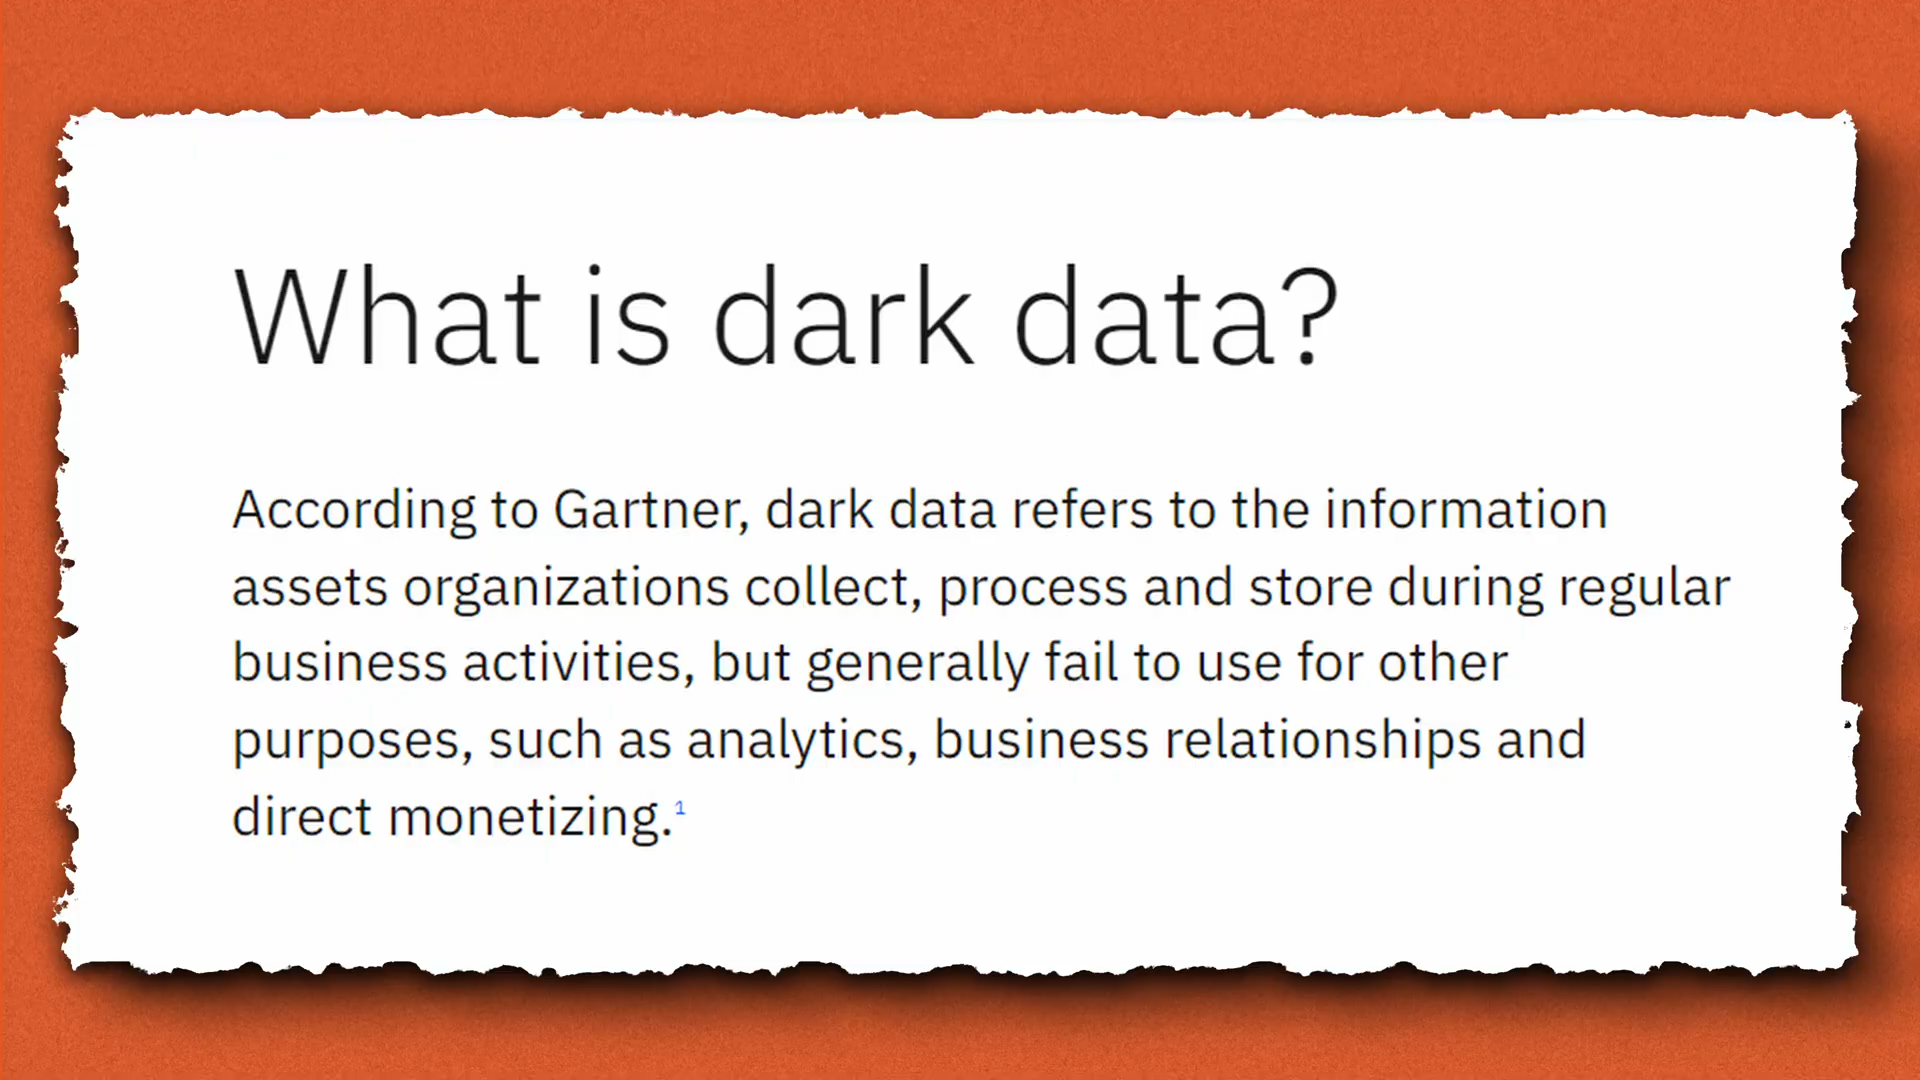 What is dark data?
According to Gartner, dark data refers to the information
assets organizations collect, process and store during regular
business activities, but generally fail to use for other
purposes, such as analytics, business relationships and
direct monetizing.1